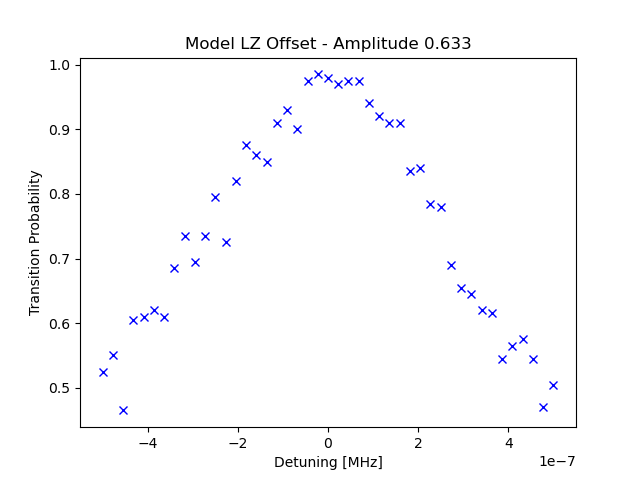 Model LZ Offset - Amplitude 0.633
1.0
0.9
0.8
0.7
0.6
0.5
Transition Probability
−4
−2
0
2
4
1e−7
Detuning [MHz]